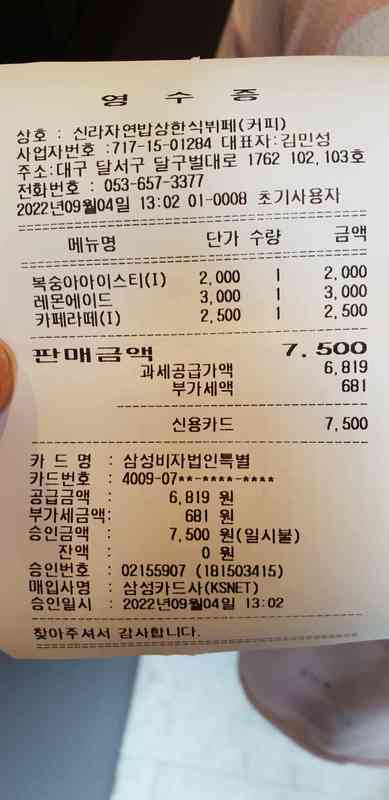 영 수 증
상호 : 신라자연밥상한식뷔페(커피)
사업자번호 :717-15-01284 대표자:김민성
주소:대구 달서구 달구벌대로 1762 102,103호
전화번호 : 053-657-3377
2022년09월04일 13:02 01-0008 초기사용자
메뉴명 단가 수량 금액
복숭아아이스티(I) 2,000 1 2,000
레몬에이드 3,000 1 3,000
카페라떼(I) 2,500 1 2,500
판매금액 7,500
과세공급가액 6,819
부가세액 681
신용카드 7,500
카 드 명 : 삼성비자법인특별
카드번호 : 4009-07**-****-****
공급금액 : 6,819 원
부가세금액: 681 원
승인금액 : 7,500 원(일시불)
잔액 : 0 원
승인번호 : 02155907 (181503415)
매입사명 : 삼성카드사(KSNET)
승인일시 : 2022년09월04일 13:02
찾아주셔서 감사합니다.